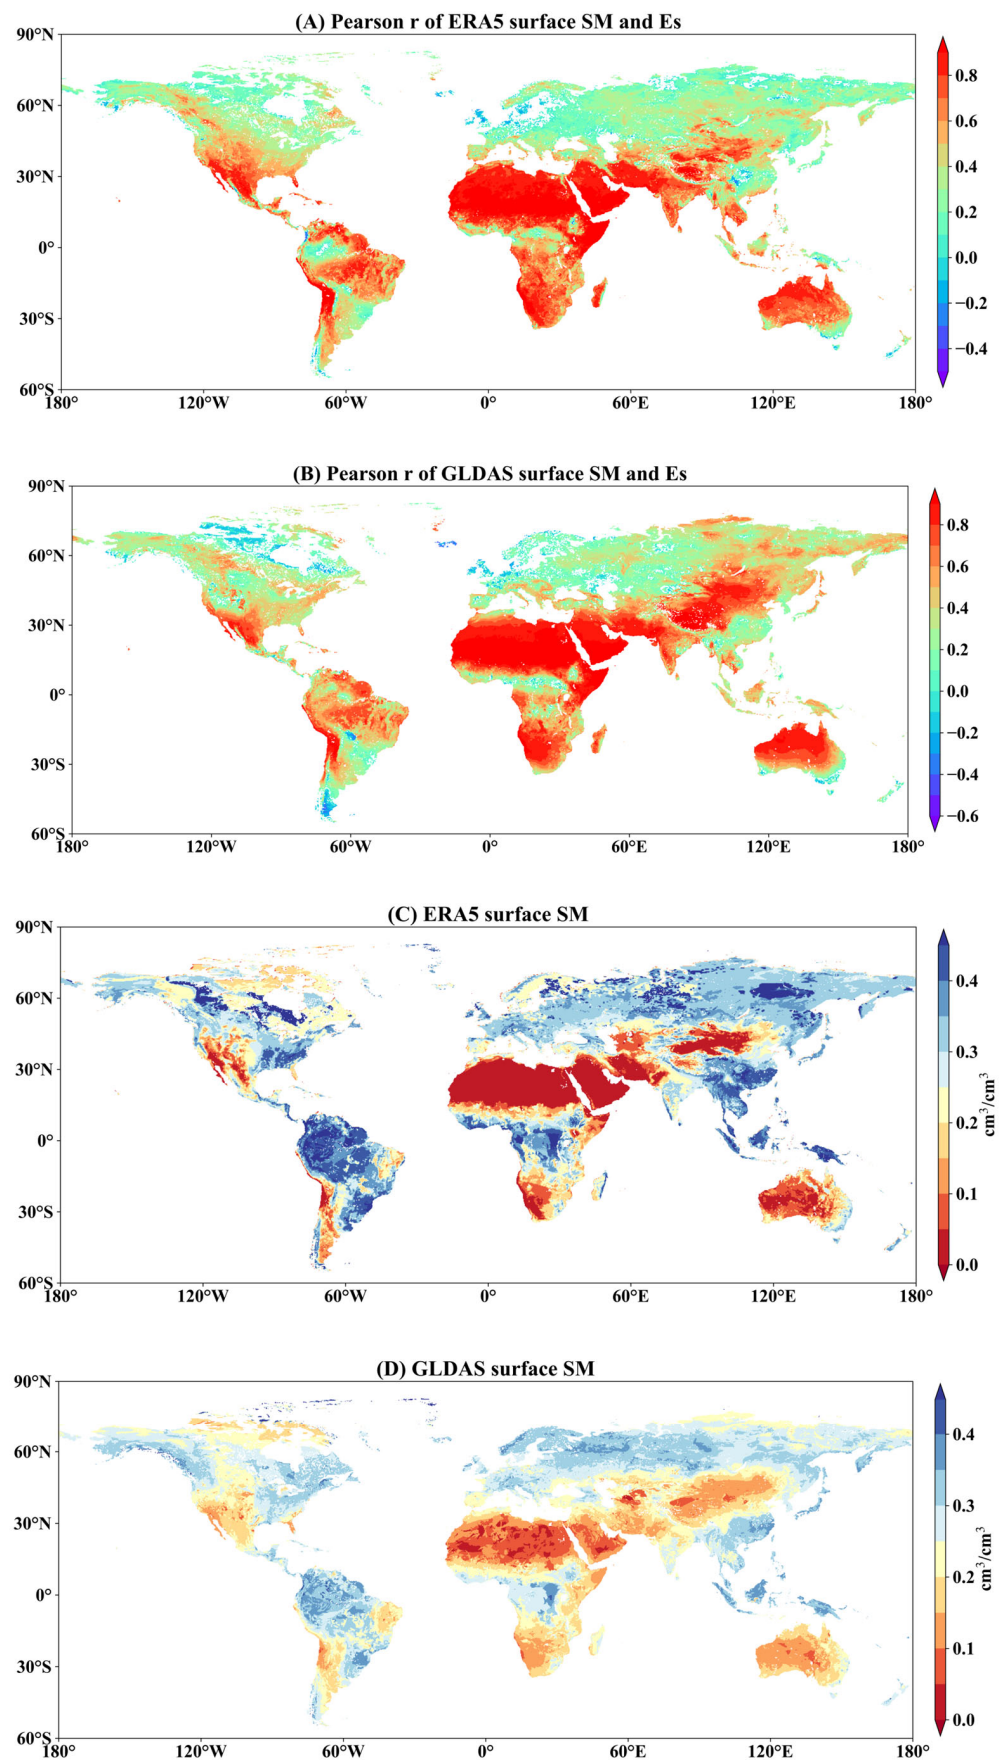 (A) Pearson r of ERA5 surface SM and Es
90°N
60°N
30°N
0°
30°S
60°S
180° 120°W 60°W 0° 60°E 120°E 180°
0.8
0.6
0.4
0.2
0.0
−0.2
−0.4
(B) Pearson r of GLDAS surface SM and Es
90°N
60°N
30°N
0°
30°S
60°S
180° 120°W 60°W 0° 60°E 120°E 180°
0.8
0.6
0.4
0.2
0.0
−0.2
−0.4
−0.6
(C) ERA5 surface SM
90°N
60°N
30°N
0°
30°S
60°S
180° 120°W 60°W 0° 60°E 120°E 180°
0.4
0.3
0.2
0.1
0.0
cm³/cm³
(D) GLDAS surface SM
90°N
60°N
30°N
0°
30°S
60°S
180° 120°W 60°W 0° 60°E 120°E 180°
0.4
0.3
0.2
0.1
0.0
cm³/cm³